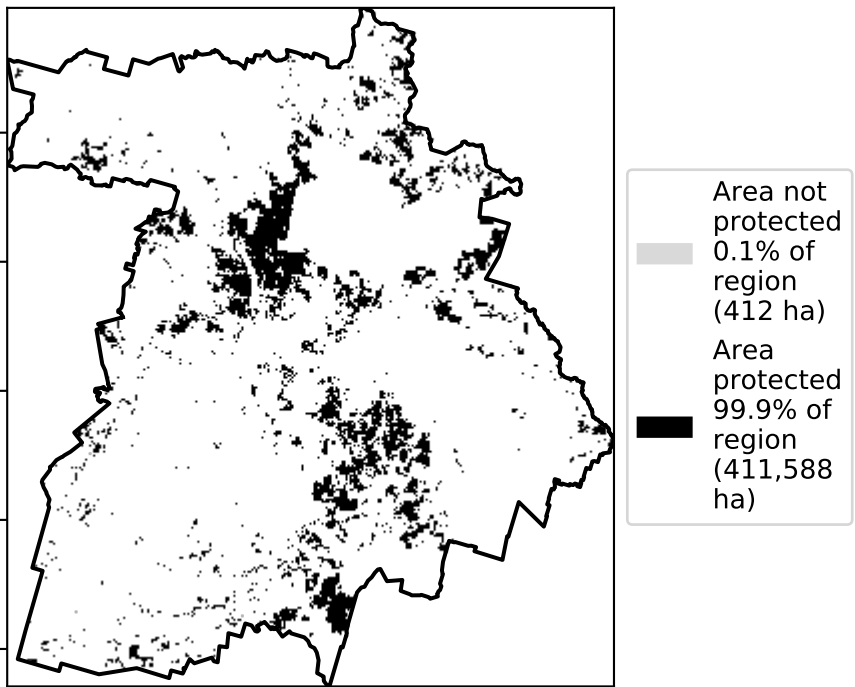 Area not
protected
0.1% of
region
(412 ha)
Area
protected
99.9% of
region
(411,588
ha)